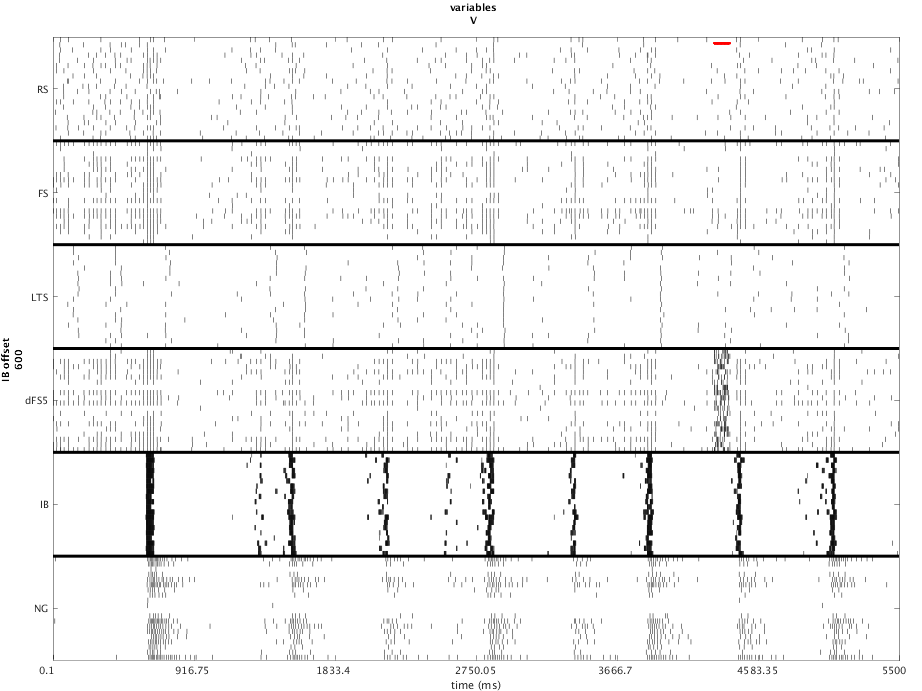 variables
V
RS
FS
LTS
dFS5
IB
NG
IB offset
600
0.1
916.75
1833.4
2750.05
3666.7
4583.35
5500
time (ms)